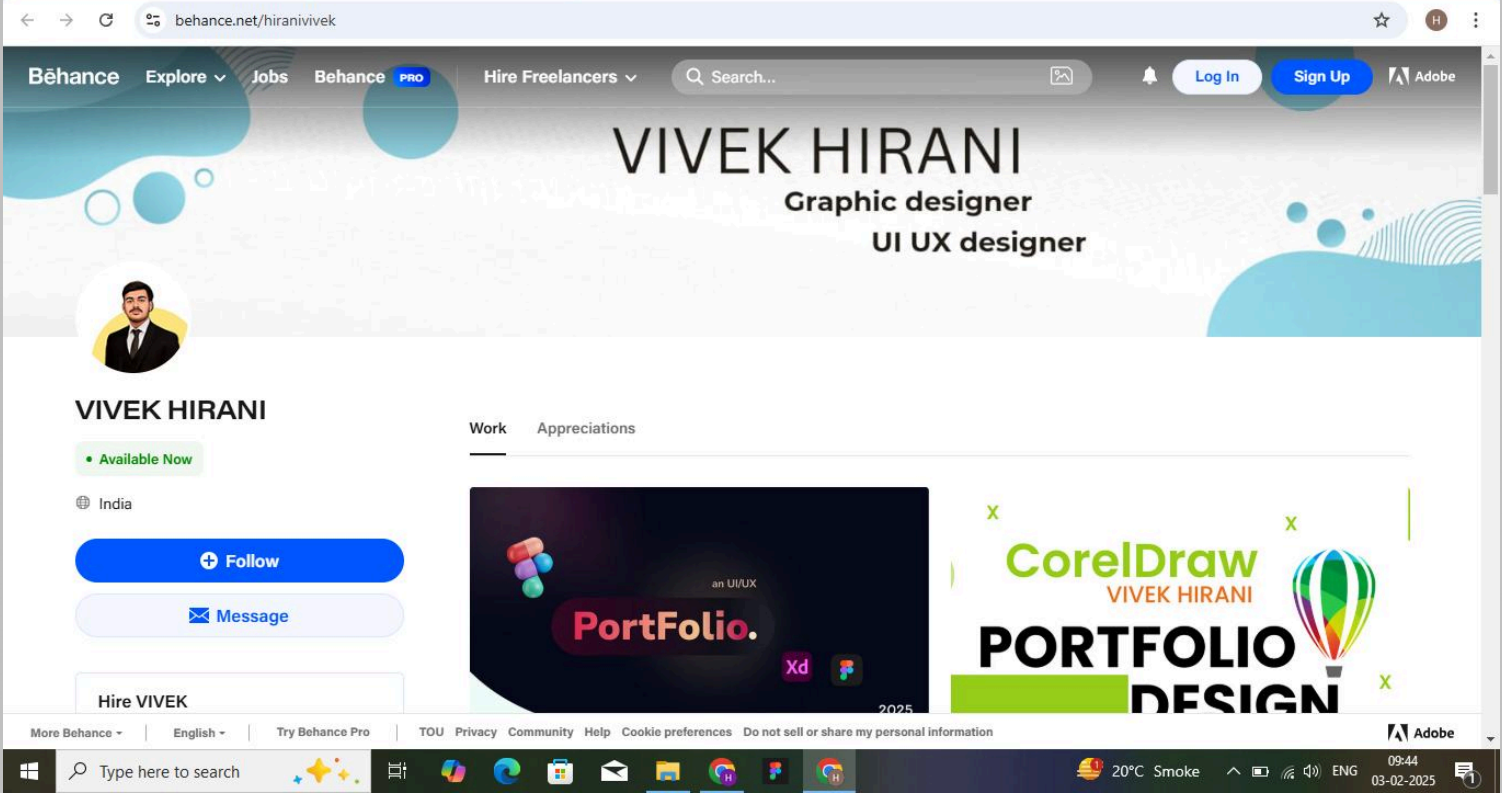 behance.net/hiranivivek
H
Bēhance Explore Jobs Behance PRO Hire Freelancers Search... Log In Sign Up Adobe
VIVEK HIRANI
Graphic designer
UI UX designer
VIVEK HIRANI
Available Now
India
Follow
Message
Hire VIVEK
Work Appreciations
an UI/UX
PortFolio.
Xd
2025
X
X
CorelDraw
VIVEK HIRANI
PORTFOLIO
X
DESIGN
More Behance English Try Behance Pro TOU Privacy Community Help Cookie preferences Do not sell or share my personal information Adobe
Type here to search H H 1 20°C Smoke ENG 09:44
03-02-2025 1